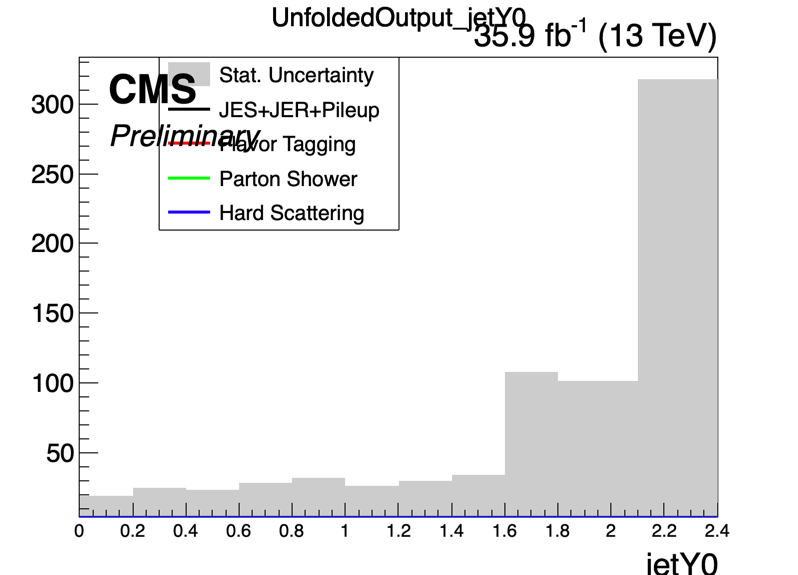 UnfoldedOutput_jetY0
35.9 fb⁻¹ (13 TeV)
CMS
Preliminary
Stat. Uncertainty
JES+JER+Pileup
Flavor Tagging
Parton Shower
Hard Scattering
300
250
200
150
100
50
0 0.2 0.4 0.6 0.8 1 1.2 1.4 1.6 1.8 2 2.2 2.4
jetY0